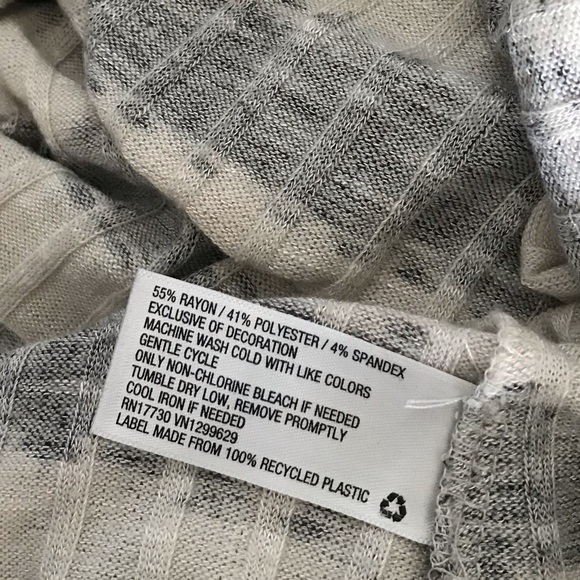 55% RAYON / 41% POLYESTER / 4% SPANDEX
EXCLUSIVE OF DECORATION
MACHINE WASH COLD WITH LIKE COLORS
GENTLE CYCLE
ONLY NON-CHLORINE BLEACH IF NEEDED
TUMBLE DRY LOW, REMOVE PROMPTLY
COOL IRON IF NEEDED
RN17730 VN1299629
LABEL MADE FROM 100% RECYCLED PLASTIC